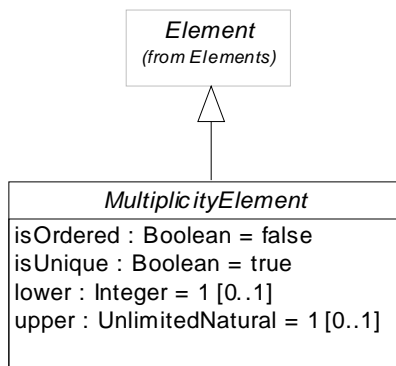 Element
(from Elements)
MultiplicityElement
isOrdered : Boolean = false
isUnique : Boolean = true
lower : Integer = 1 [0..1]
upper : UnlimitedNatural = 1 [0..1]